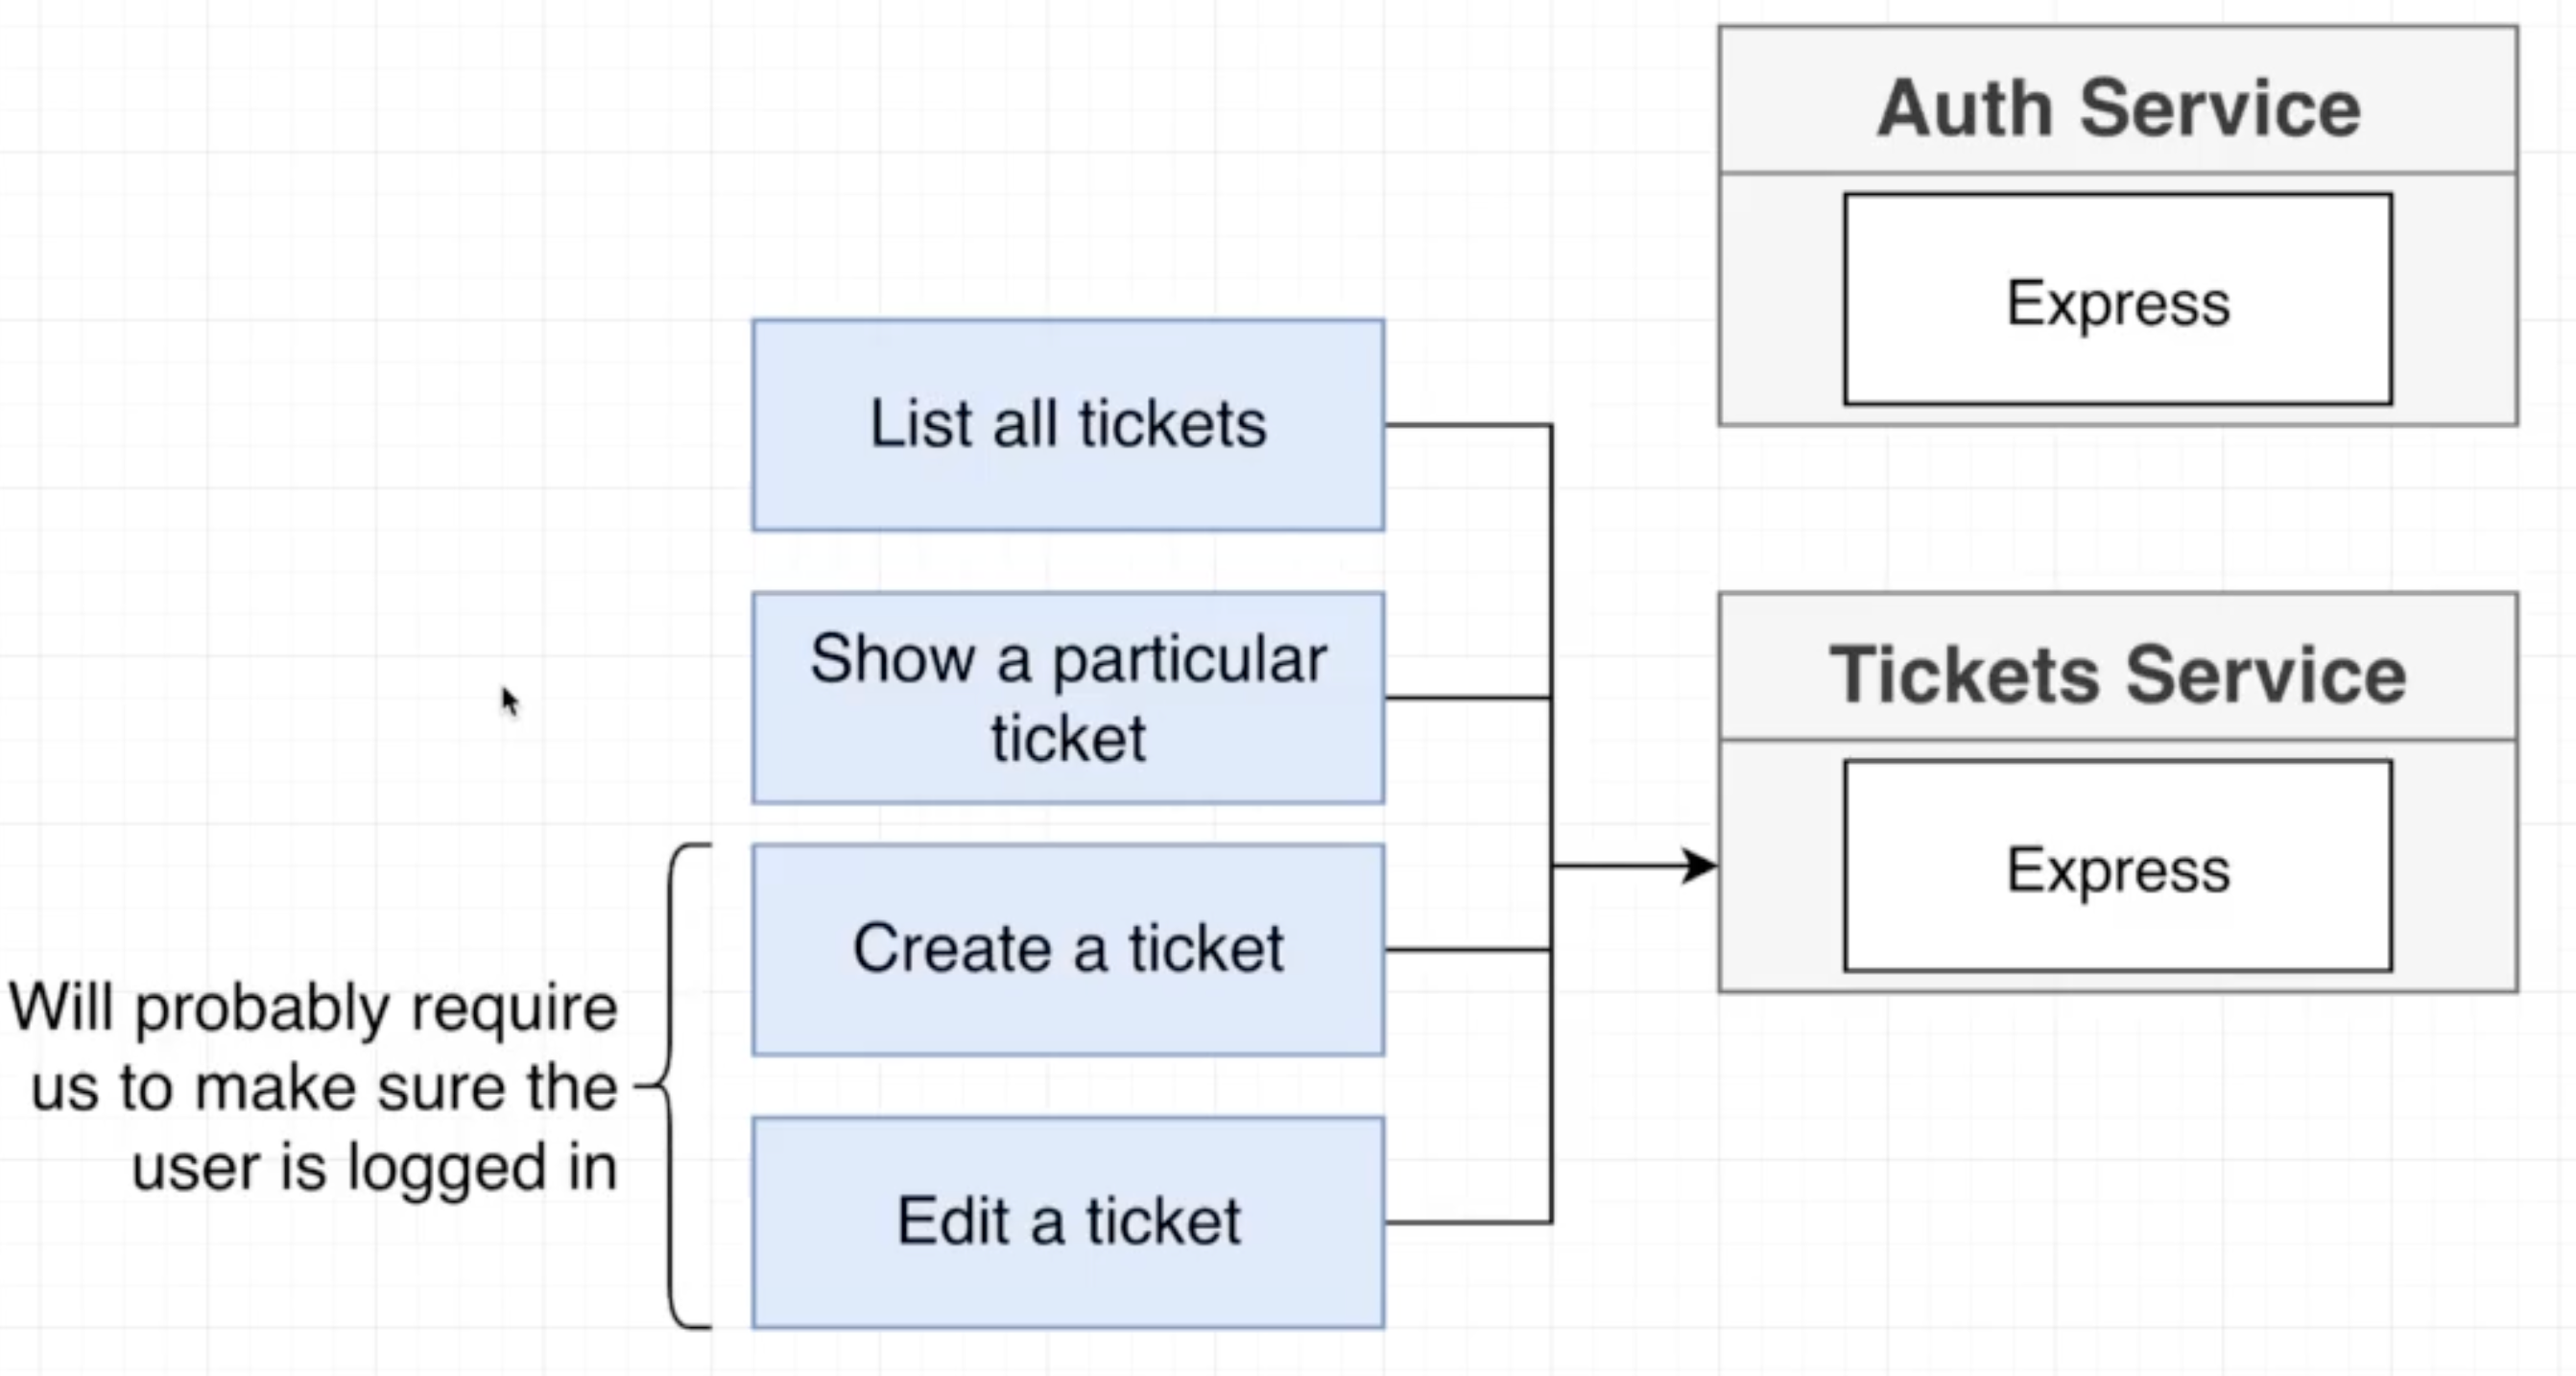 Auth Service
Express
List all tickets
Show a particular
ticket
Tickets Service
Express
Create a ticket
Will probably require
us to make sure the
user is logged in
Edit a ticket